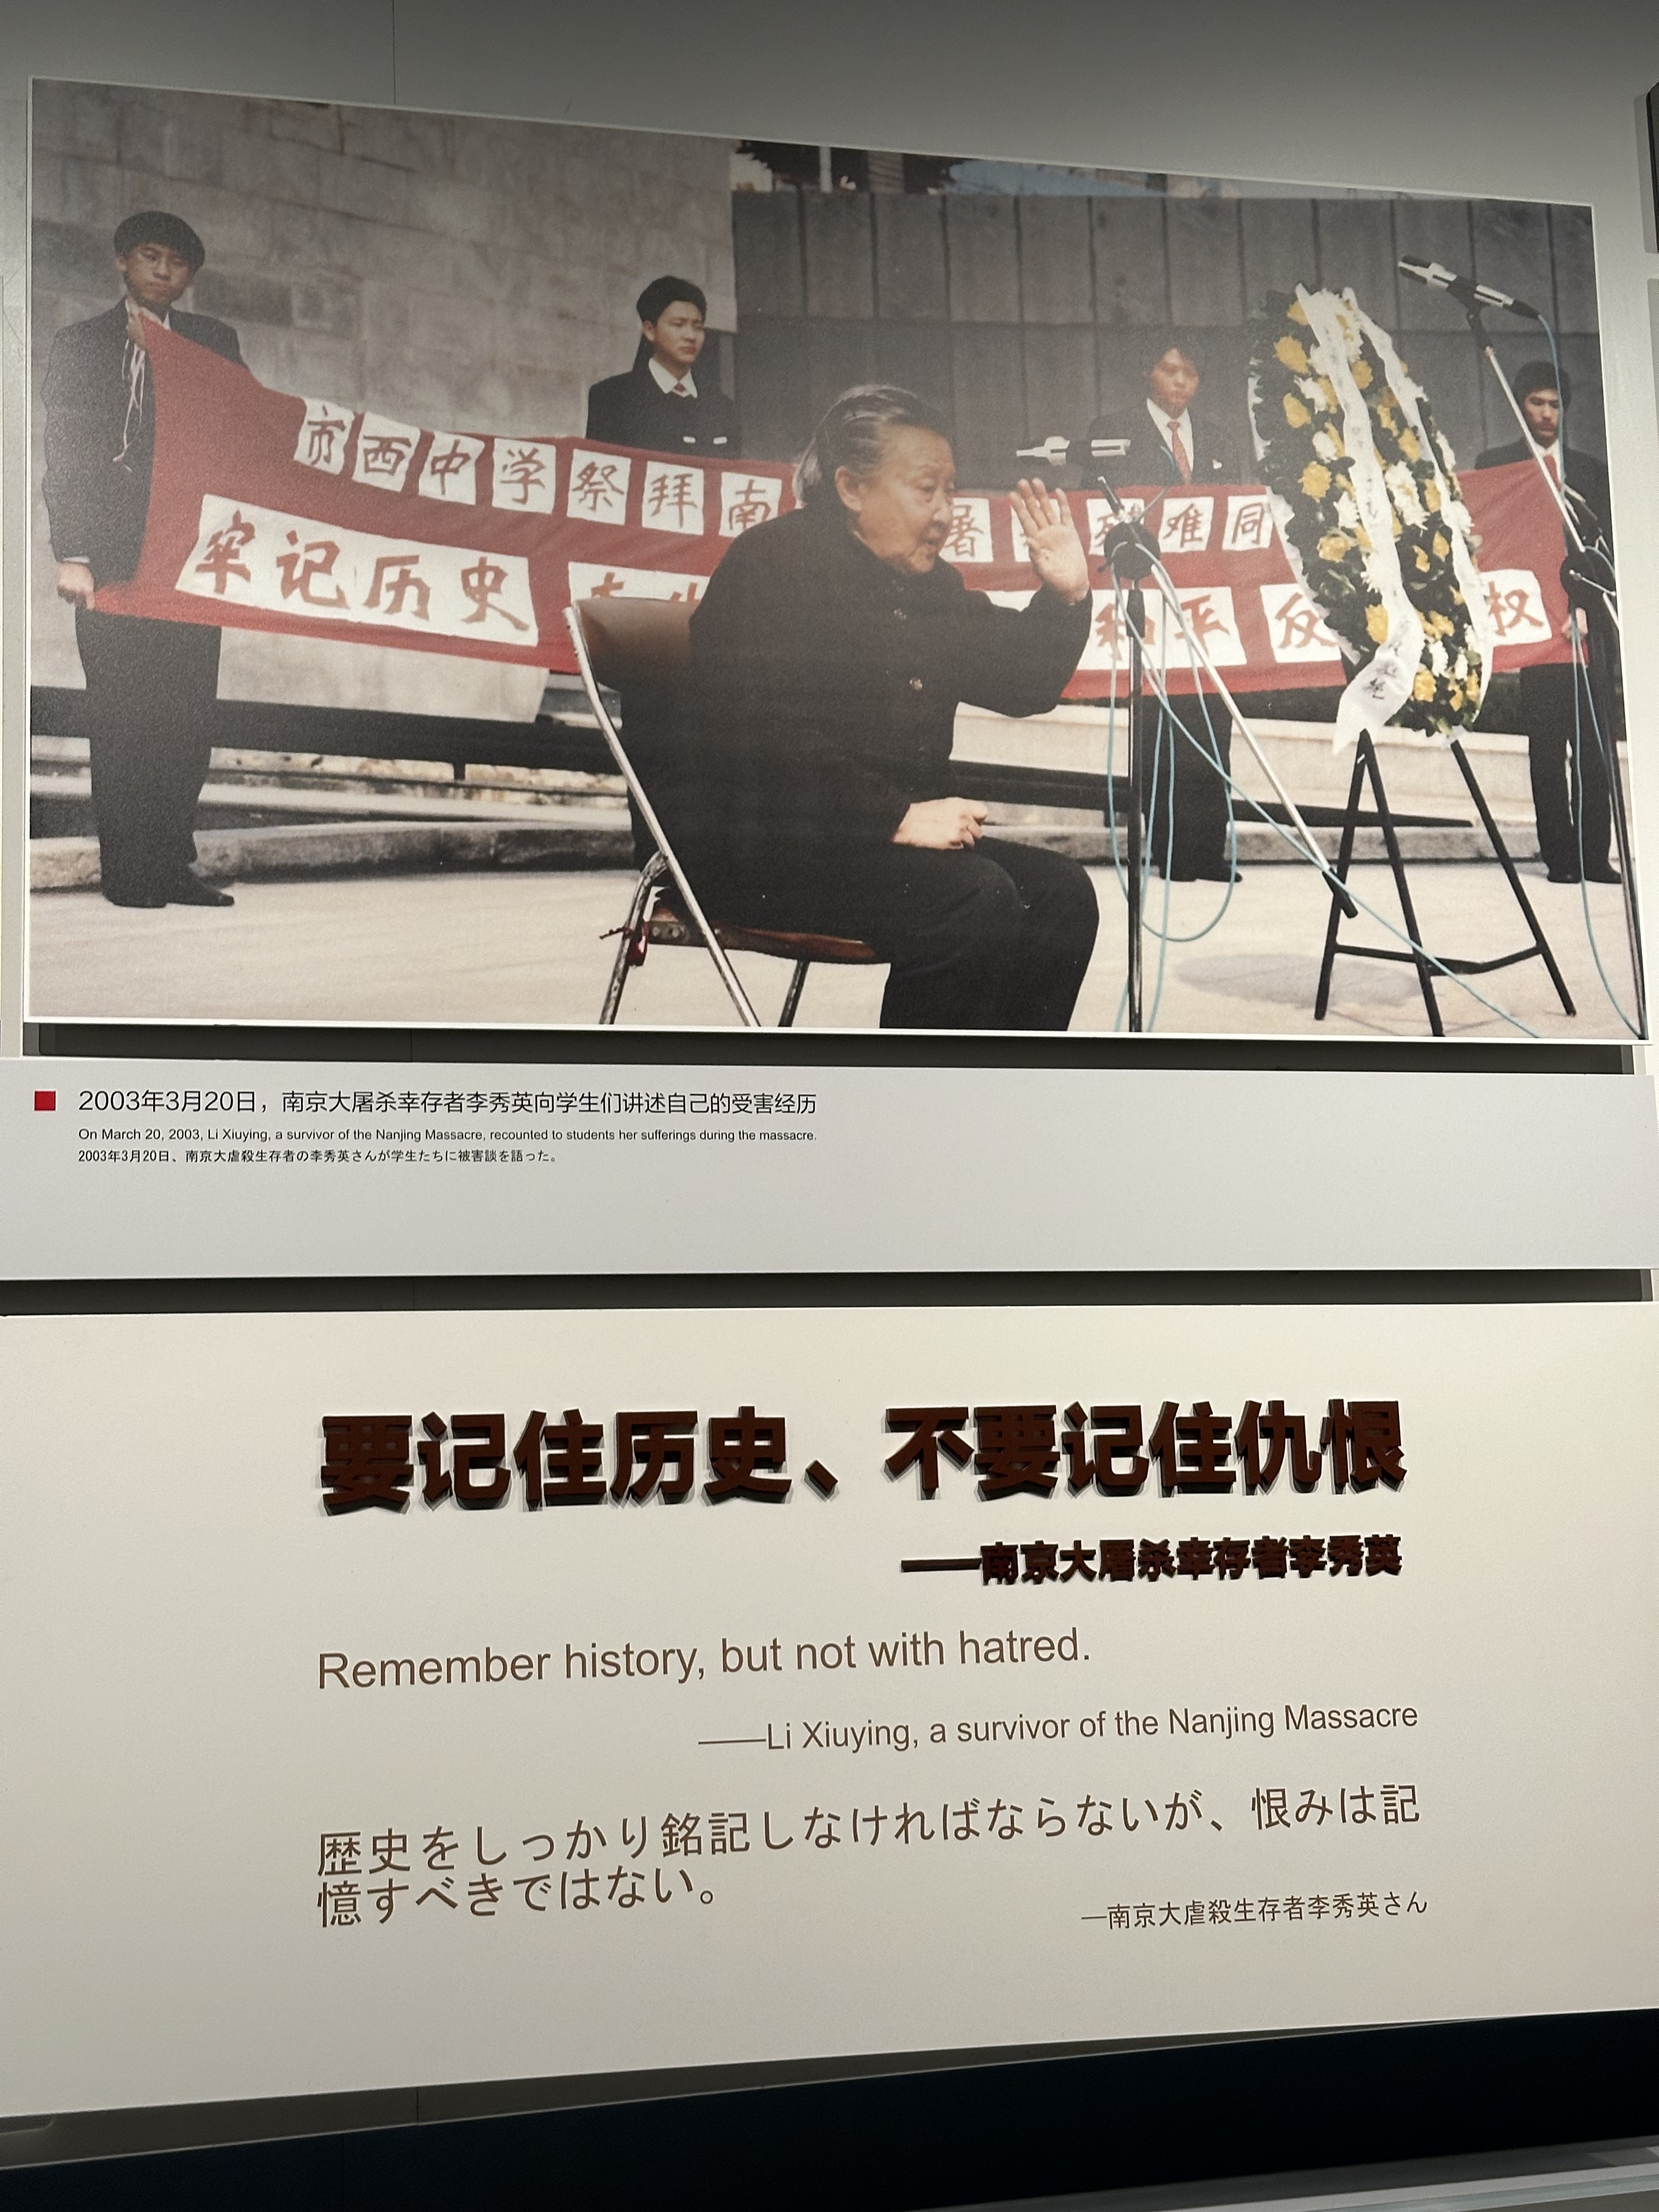 市西中学祭拜南 屠 难同
牢记历史 和平 反 权
2003年3月20日，南京大屠杀幸存者李秀英向学生们讲述自己的受害经历
On March 20, 2003, Li Xiuying, a survivor of the Nanjing Massacre, recounted to students her sufferings during the massacre.
2003年3月20日、南京大虐殺生存者の李秀英さんが学生たちに被害談を語った。
要记住历史、不要记住仇恨
——南京大屠杀幸存者李秀英
Remember history, but not with hatred.
——Li Xiuying, a survivor of the Nanjing Massacre
歴史をしっかり銘記しなければならないが、恨みは記
憶すべきではない。
—南京大虐殺生存者李秀英さん